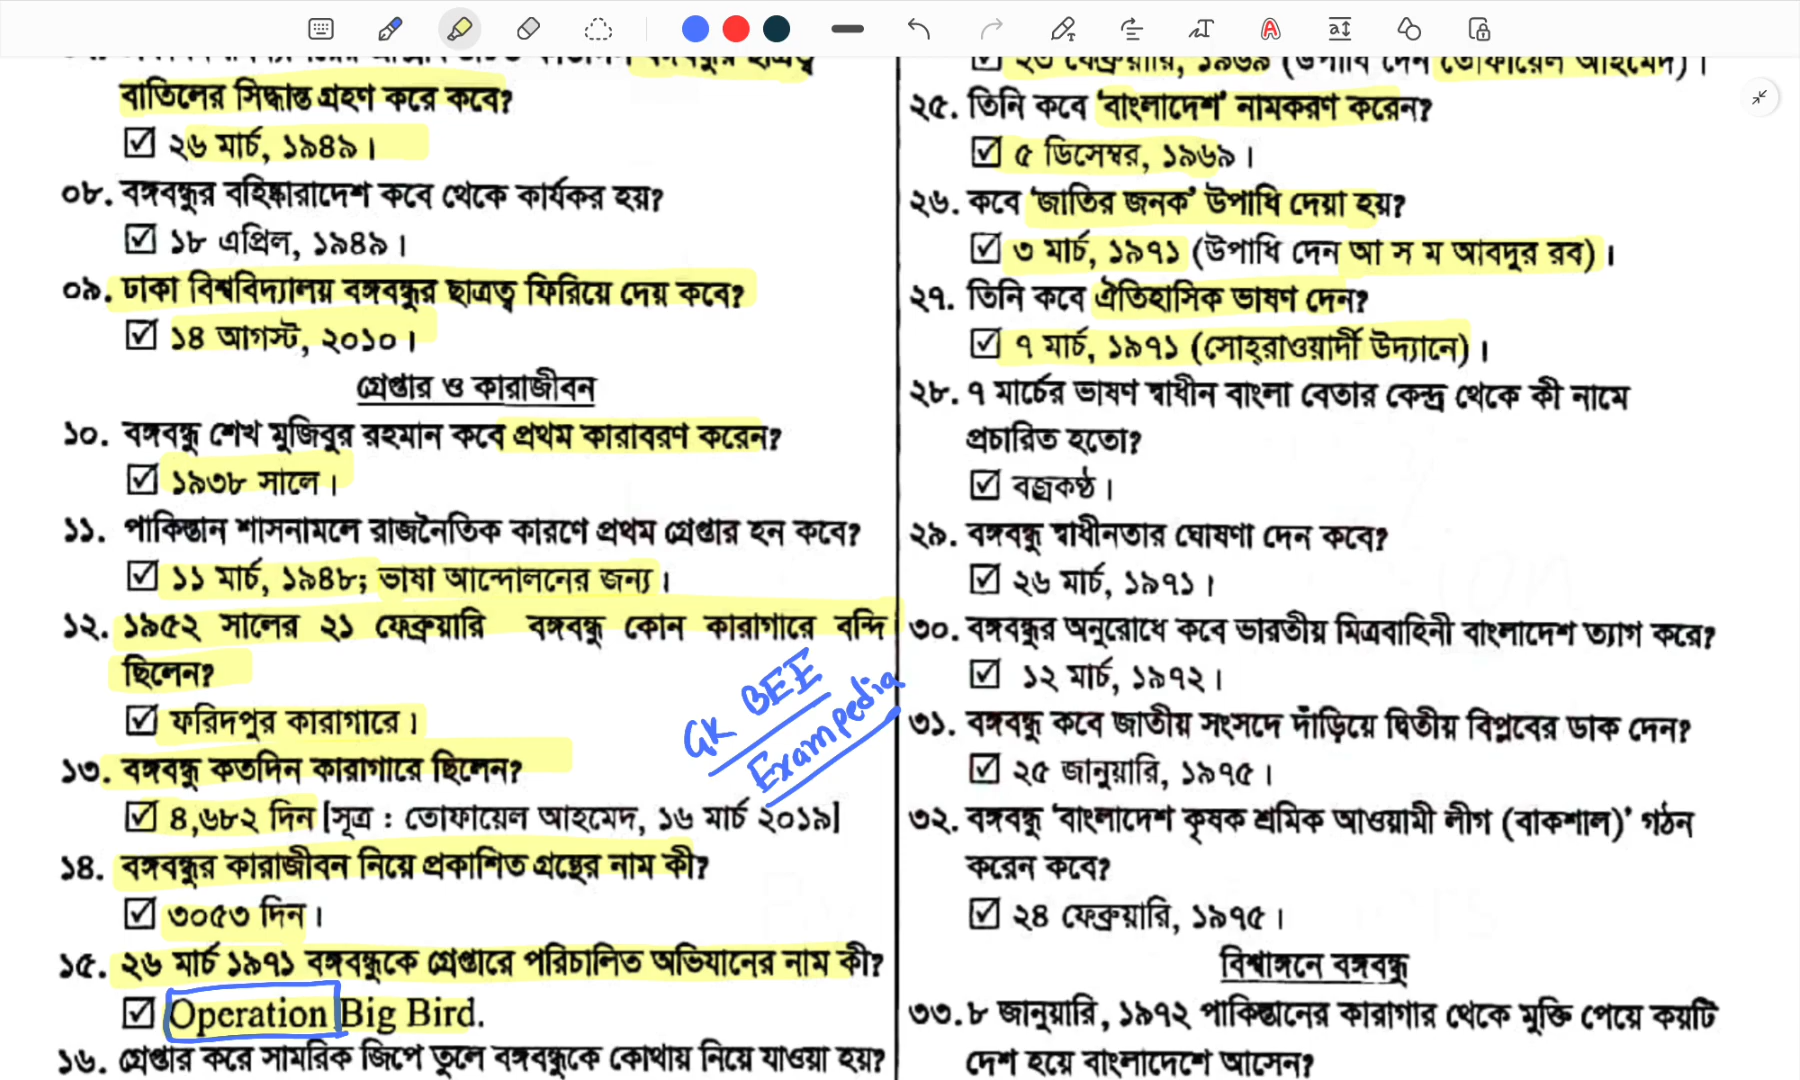 বাতিলের সিদ্ধান্ত গ্রহণ করে কবে?
২৬ মার্চ, ১৯৪৯।
০৮. বঙ্গবন্ধুর বহিষ্কারাদেশ কবে থেকে কার্যকর হয়?
১৮ এপ্রিল, ১৯৪৯।
০৯. ঢাকা বিশ্ববিদ্যালয় বঙ্গবন্ধুর ছাত্রত্ব ফিরিয়ে দেয় কবে?
১৪ আগস্ট, ২০১০।
গ্রেপ্তার ও কারাজীবন
১০. বঙ্গবন্ধু শেখ মুজিবুর রহমান কবে প্রথম কারাবরণ করেন?
১৯৩৮ সালে।
১১. পাকিস্তান শাসনামলে রাজনৈতিক কারণে প্রথম গ্রেপ্তার হন কবে?
১১ মার্চ, ১৯৪৮; ভাষা আন্দোলনের জন্য।
১২. ১৯৫২ সালের ২১ ফেব্রুয়ারি বঙ্গবন্ধু কোন কারাগারে বন্দি
ছিলেন?
ফরিদপুর কারাগারে।
১৩. বঙ্গবন্ধু কতদিন কারাগারে ছিলেন?
৪,৬৮২ দিন [সূত্র : তোফায়েল আহমেদ, ১৬ মার্চ ২০১৯]
১৪. বঙ্গবন্ধুর কারাজীবন নিয়ে প্রকাশিত গ্রন্থের নাম কী?
৩০৫৩ দিন।
১৫. ২৬ মার্চ ১৯৭১ বঙ্গবন্ধুকে গ্রেপ্তারে পরিচালিত অভিযানের নাম কী?
Operation Big Bird.
১৬. গ্রেপ্তার করে সামরিক জিপে তুলে বঙ্গবন্ধুকে কোথায় নিয়ে যাওয়া হয়?
GK BEE
Exampedia
২৩ ফেব্রুয়ারি, ১৯৬৯ (উপাধি দেন তোফায়েল আহমেদ)।
২৫. তিনি কবে ‘বাংলাদেশ’ নামকরণ করেন?
৫ ডিসেম্বর, ১৯৬৯।
২৬. কবে ‘জাতির জনক’ উপাধি দেয়া হয়?
৩ মার্চ, ১৯৭১ (উপাধি দেন আ স ম আবদুর রব)।
২৭. তিনি কবে ঐতিহাসিক ভাষণ দেন?
৭ মার্চ, ১৯৭১ (সোহ্‌রাওয়ার্দী উদ্যানে)।
২৮. ৭ মার্চের ভাষণ স্বাধীন বাংলা বেতার কেন্দ্র থেকে কী নামে
প্রচারিত হতো?
বজ্রকণ্ঠ।
২৯. বঙ্গবন্ধু স্বাধীনতার ঘোষণা দেন কবে?
২৬ মার্চ, ১৯৭১।
৩০. বঙ্গবন্ধুর অনুরোধে কবে ভারতীয় মিত্রবাহিনী বাংলাদেশ ত্যাগ করে?
১২ মার্চ, ১৯৭২।
৩১. বঙ্গবন্ধু কবে জাতীয় সংসদে দাঁড়িয়ে দ্বিতীয় বিপ্লবের ডাক দেন?
২৫ জানুয়ারি, ১৯৭৫।
৩২. বঙ্গবন্ধু ‘বাংলাদেশ কৃষক শ্রমিক আওয়ামী লীগ (বাকশাল)’ গঠন
করেন কবে?
২৪ ফেব্রুয়ারি, ১৯৭৫।
বিশ্বাঙ্গনে বঙ্গবন্ধু
৩৩. ৮ জানুয়ারি, ১৯৭২ পাকিস্তানের কারাগার থেকে মুক্তি পেয়ে কয়টি
দেশ হয়ে বাংলাদেশে আসেন?